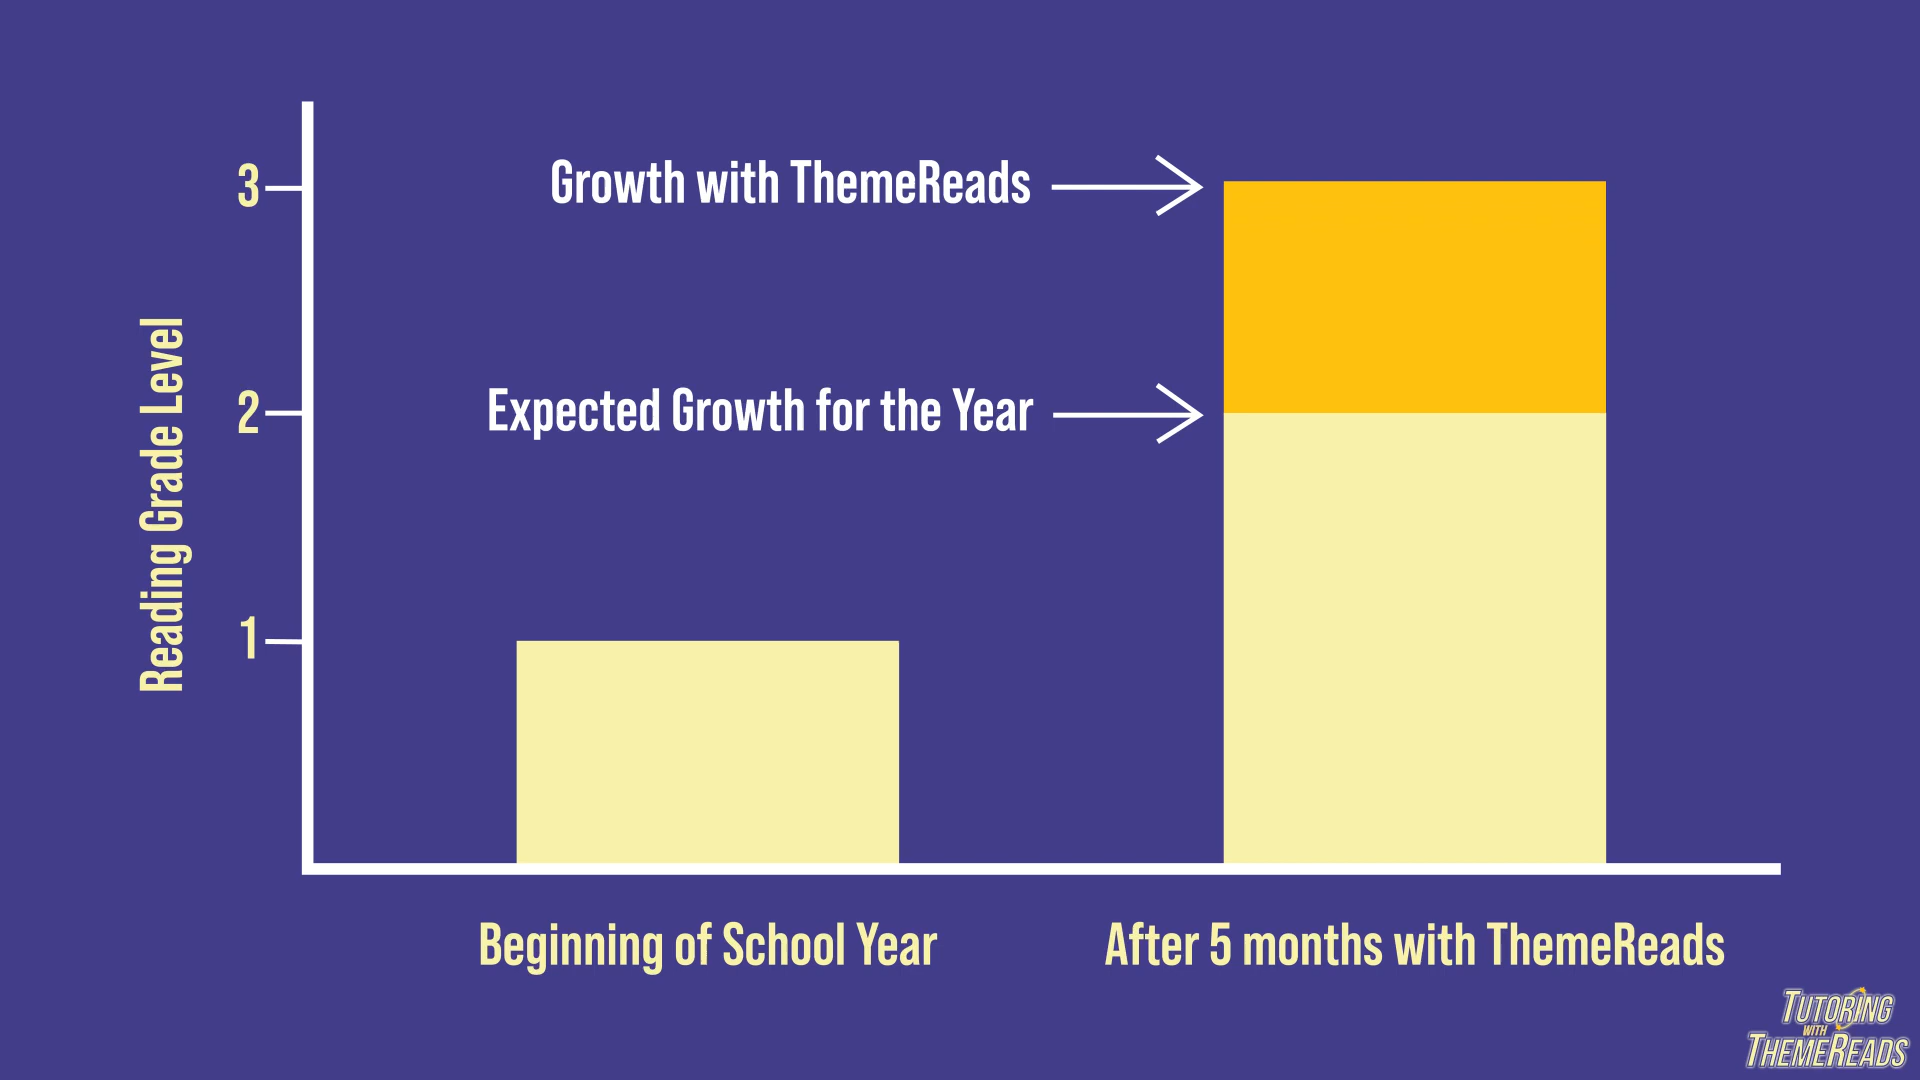 3
Growth with ThemeReads
2
Expected Growth for the Year
1
Reading Grade Level
Beginning of School Year
After 5 months with ThemeReads
TUTORING
WITH
THEMEREADS